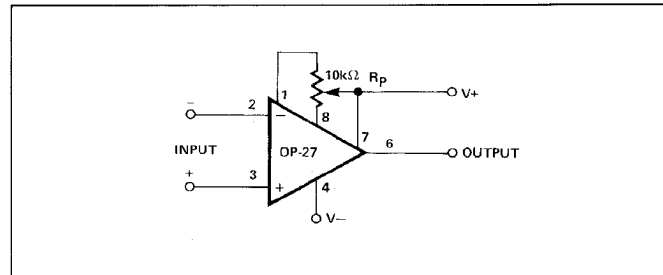 10kΩ RP
V+
1
2
−
8
7
6
INPUT
OP-27
OUTPUT
+
3
+
4
−
V−